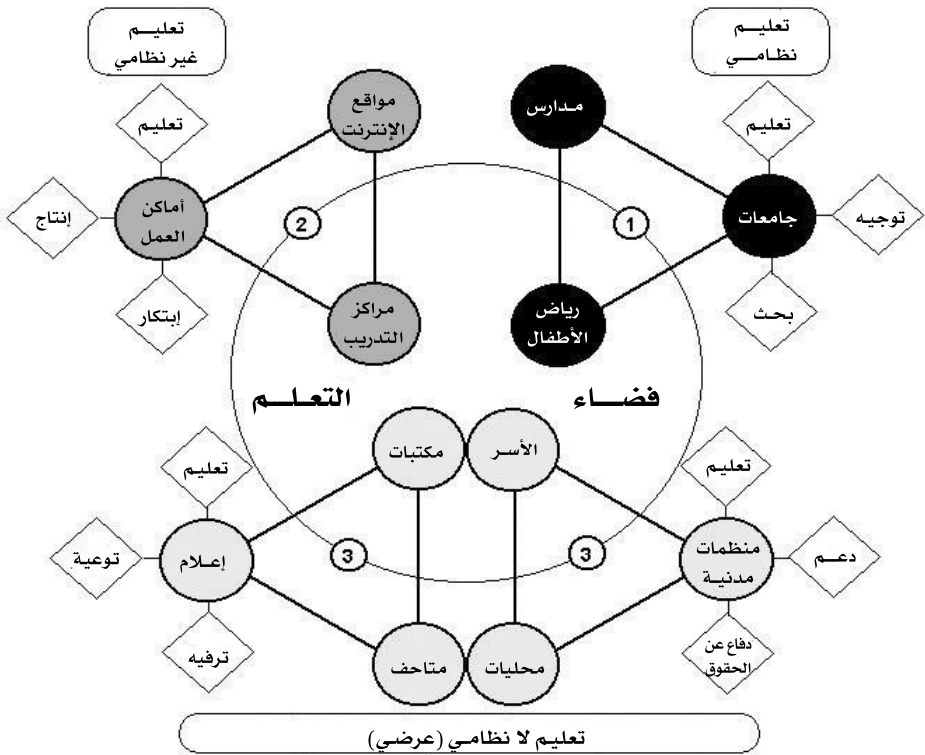 تعليم
نظامي
تعليم
غير نظامي
تعليم
مدارس
مواقع
الإنترنت
تعليم
توجيه
جامعات
1
2
أماكن
العمل
إنتاج
بحث
رياض
الأطفال
مراكز
التدريب
إبتكار
فضاء
التعلم
تعليم
الأسر
مكتبات
تعليم
دعم
منظمات
مدنية
3
3
إعلام
توعية
دفاع عن
الحقوق
محليات
متاحف
ترفيه
تعليم لا نظامي (عرضي)